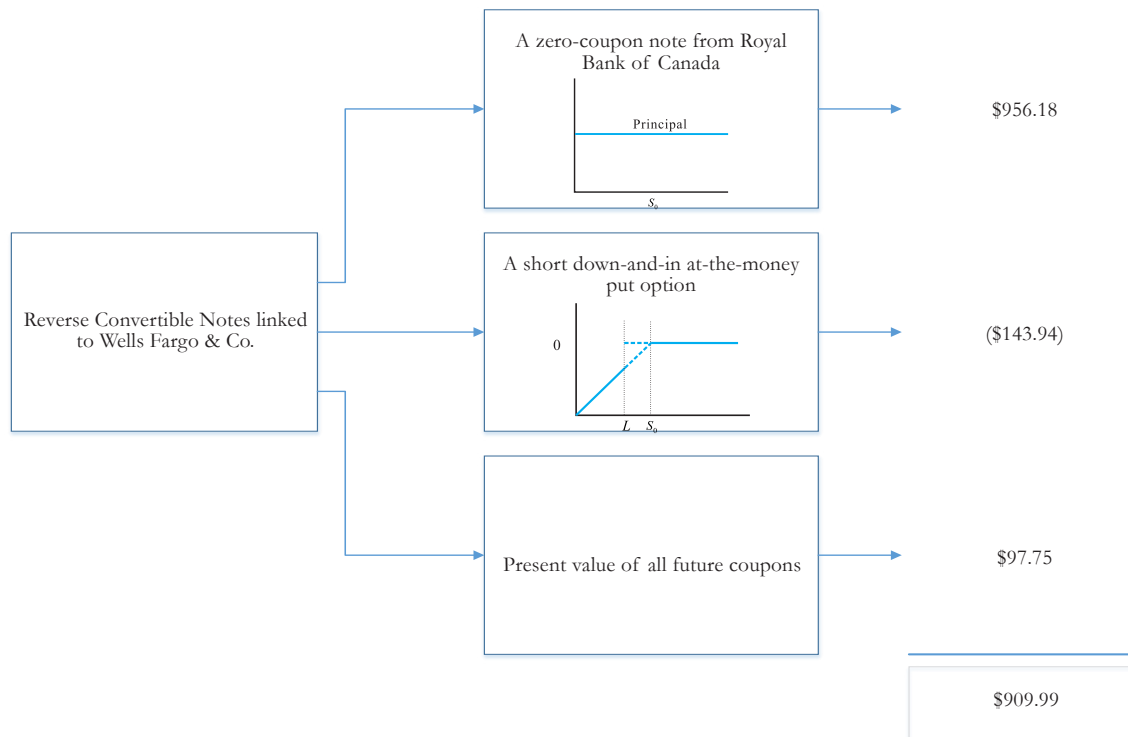 A zero-coupon note from Royal
Bank of Canada
Principal
S₀
$956.18
Reverse Convertible Notes linked
to Wells Fargo & Co.
A short down-and-in at-the-money
put option
0
L S₀
($143.94)
Present value of all future coupons
$97.75
$909.99